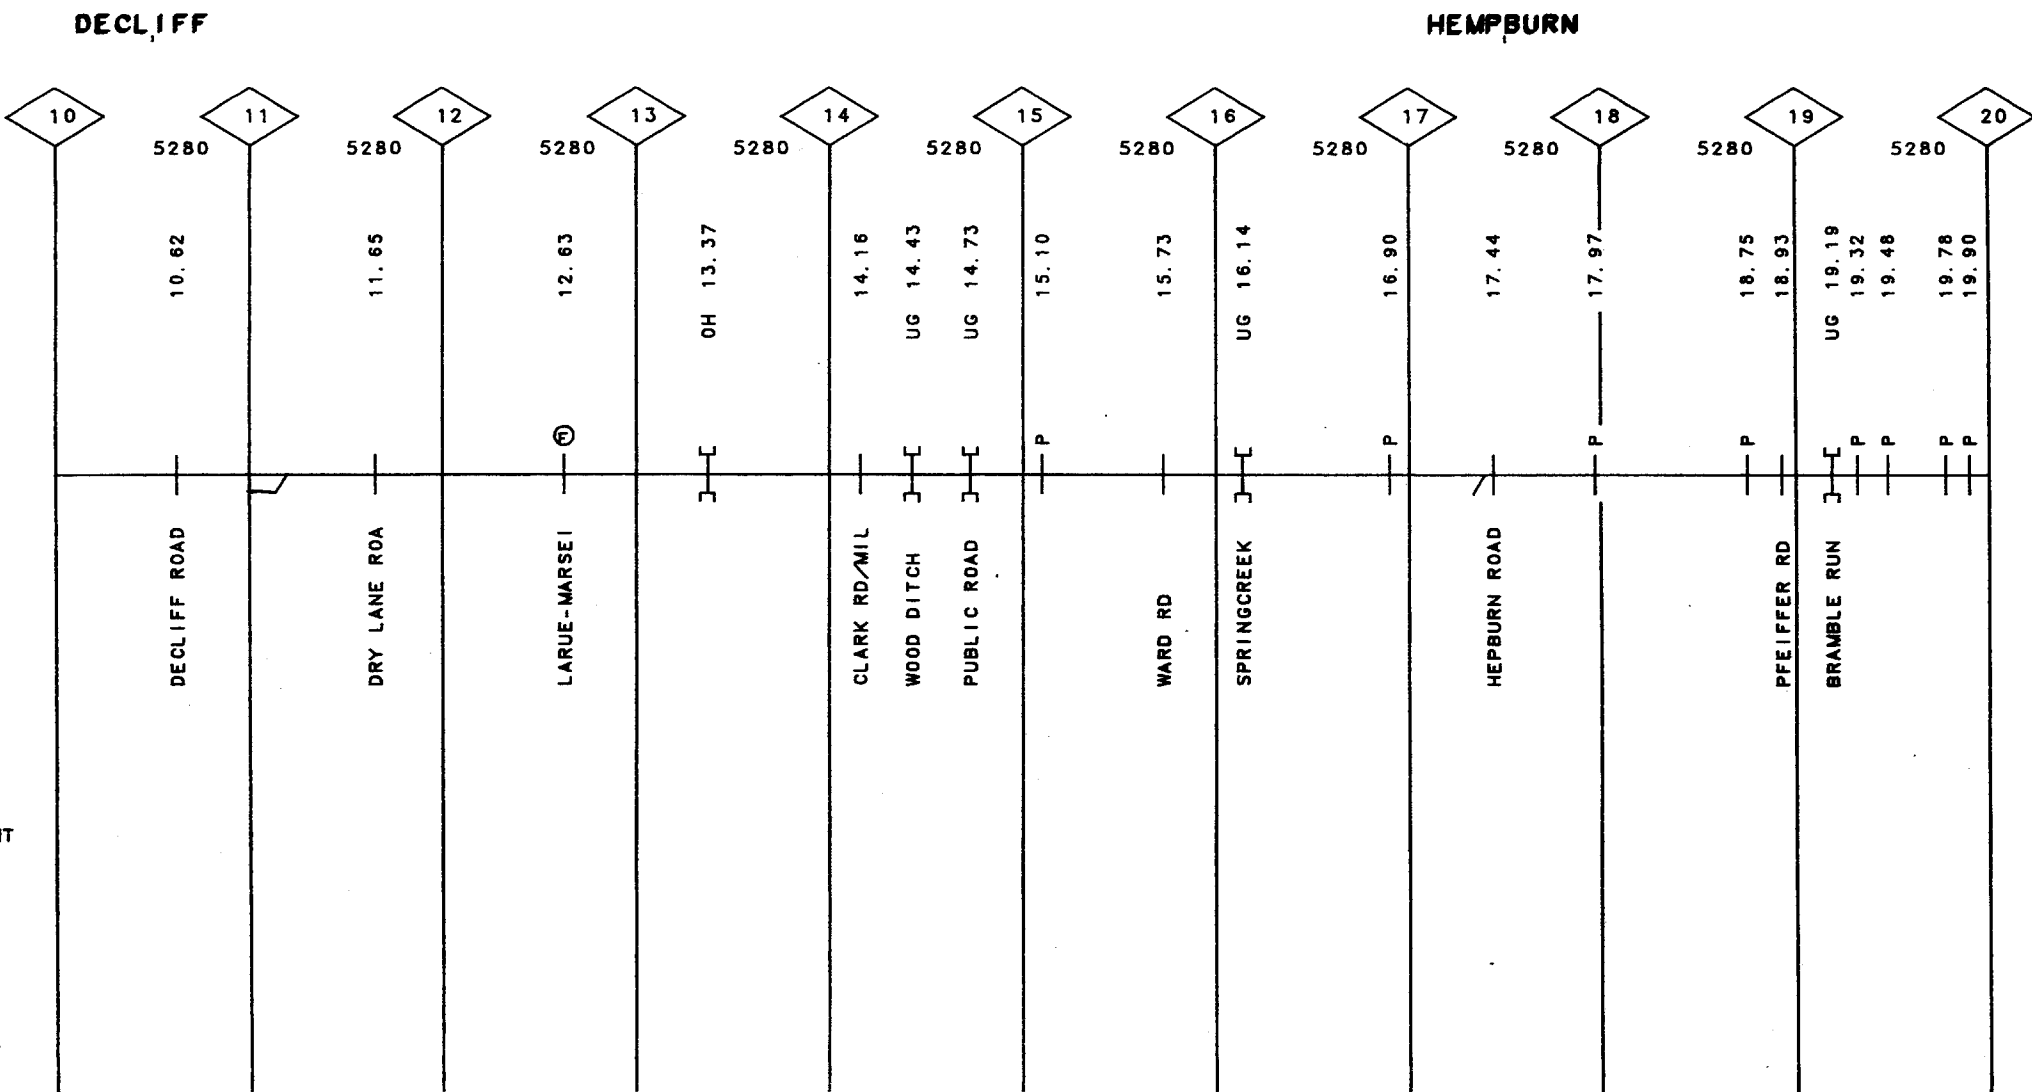 DECLIFF
HEMPBURN
10 11 12 13 14 15 16 17 18 19 20
5280 5280 5280 5280 5280 5280 5280 5280 5280 5280
10.62
11.65
12.63
OH 13.37
14.16
UG 14.43
UG 14.73
15.10
15.73
UG 16.14
16.90
17.44
17.97
18.75
18.93
UG 19.19
19.32
19.48
19.78
19.90
P P P P P P P P
DECLIFF ROAD
DRY LANE ROA
LARUE-MARSEI
CLARK RD/MIL
WOOD DITCH
PUBLIC ROAD
WARD RD
SPRINGCREEK
HEPBURN ROAD
PFEIFFER RD
BRAMBLE RUN